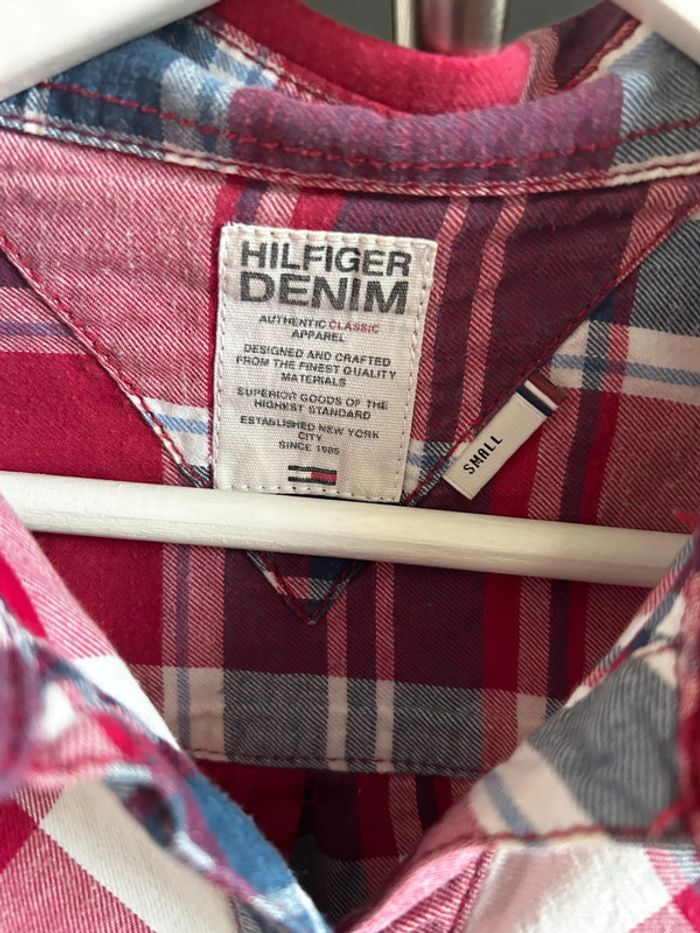 HILFIGER
DENIM
AUTHENTIC CLASSIC
APPAREL
DESIGNED AND CRAFTED
FROM THE FINEST QUALITY
MATERIALS
SUPERIOR GOODS OF THE
HIGHEST STANDARD
ESTABLISHED NEW YORK
CITY
SINCE 1985
SMALL